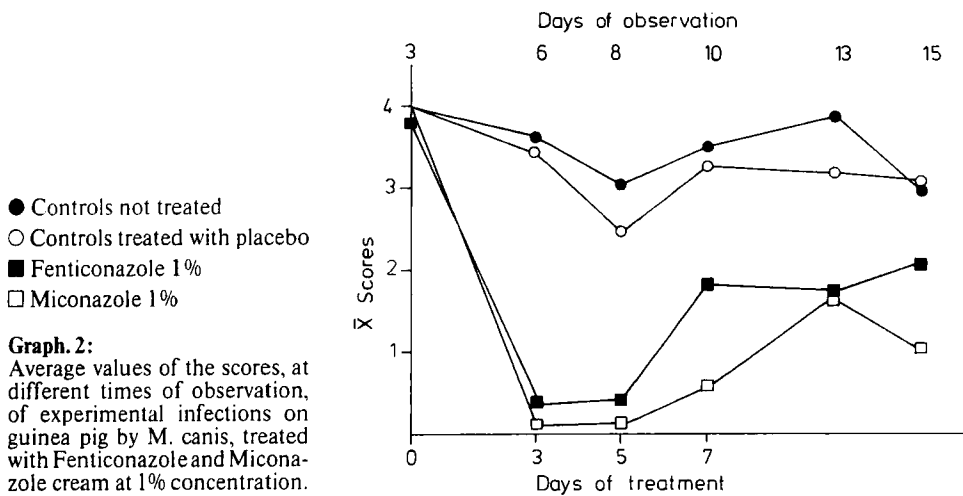 Days of observation
3 6 8 10 13 15
4
3
2
1
X̄ Scores
0 3 5 7
Days of treatment
● Controls not treated
○ Controls treated with placebo
■ Fenticonazole 1%
□ Miconazole 1%
Graph. 2:
Average values of the scores, at
different times of observation,
of experimental infections on
guinea pig by M. canis, treated
with Fenticonazole and Micona-
zole cream at 1% concentration.